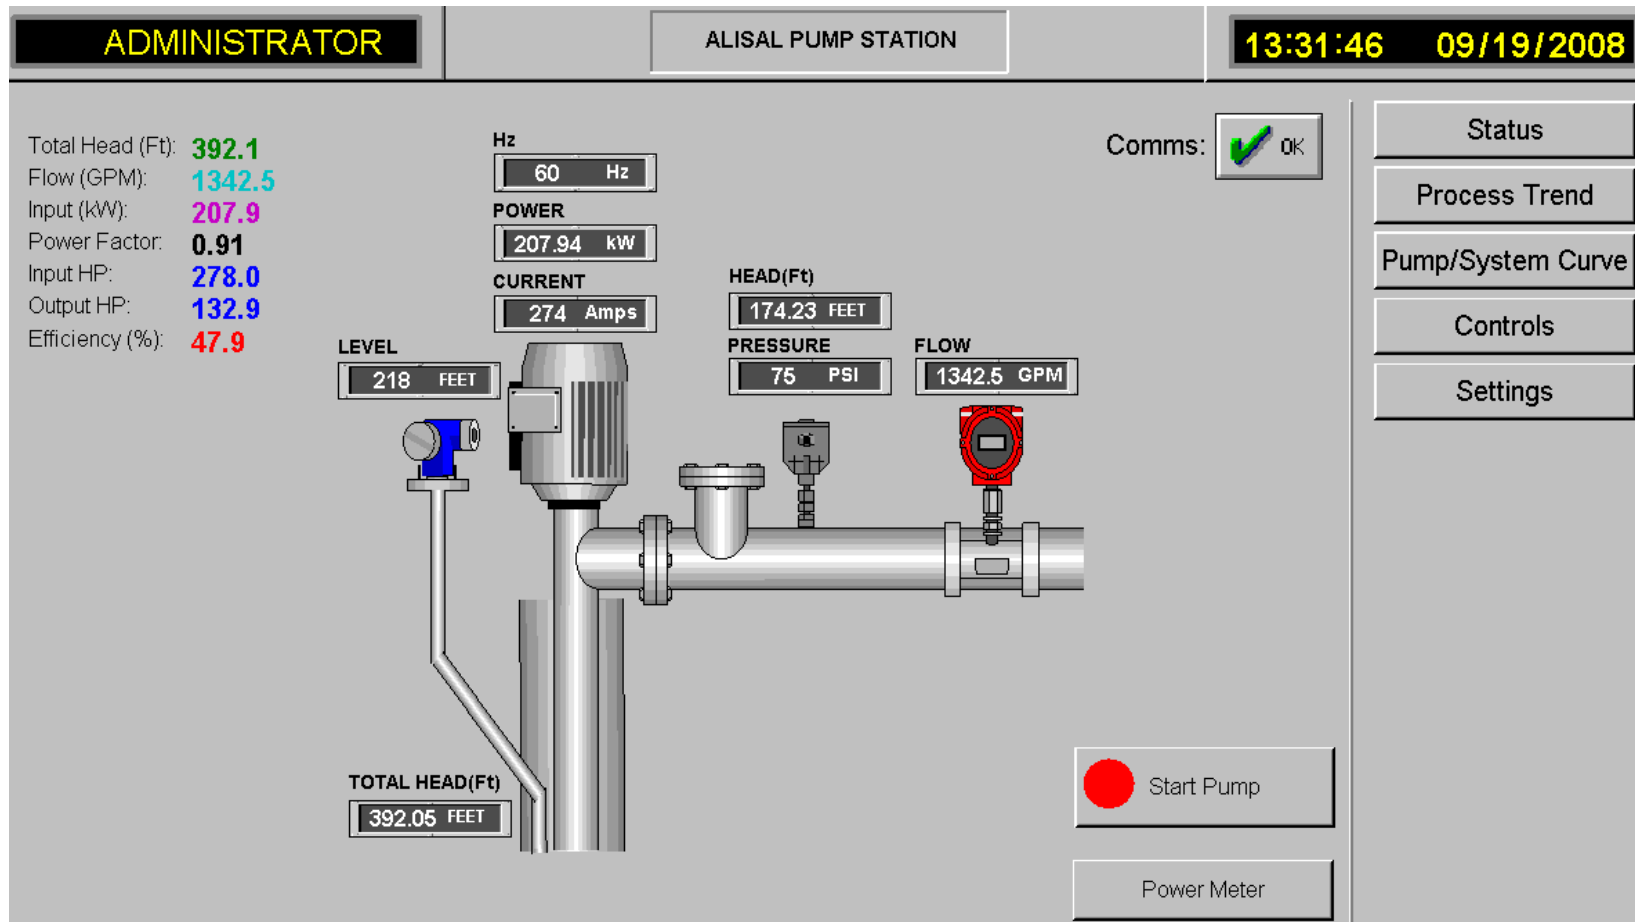 ADMINISTRATOR
ALISAL PUMP STATION
13:31:46 09/19/2008
Total Head (Ft): 392.1
Flow (GPM): 1342.5
Input (kW): 207.9
Power Factor: 0.91
Input HP: 278.0
Output HP: 132.9
Efficiency (%): 47.9
Hz
60 Hz
POWER
207.94 kW
CURRENT
274 Amps
LEVEL
218 FEET
HEAD(Ft)
174.23 FEET
PRESSURE
75 PSI
FLOW
1342.5 GPM
TOTAL HEAD(Ft)
392.05 FEET
Comms: OK
Status
Process Trend
Pump/System Curve
Controls
Settings
Start Pump
Power Meter